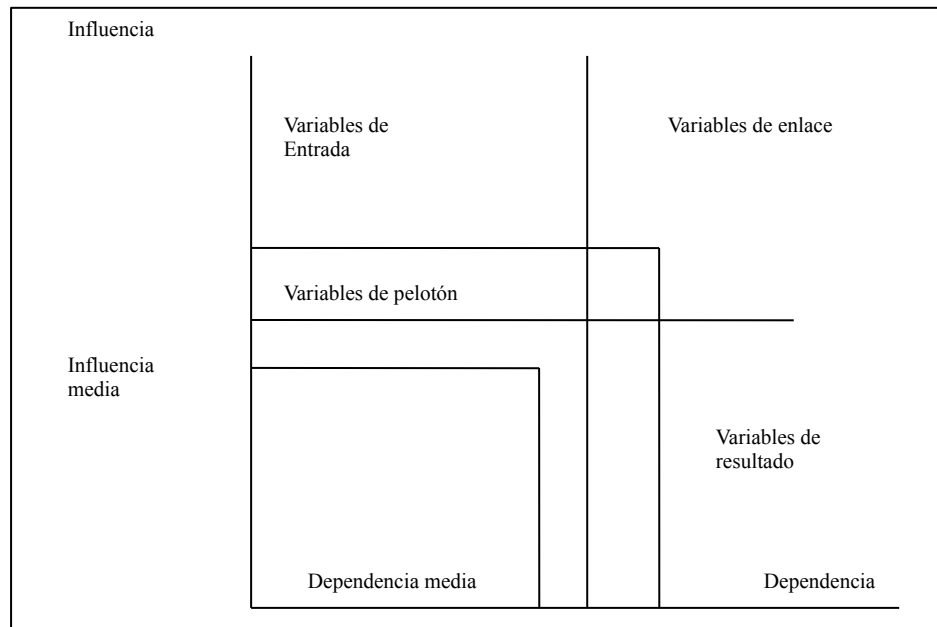 Influencia
Variables de
Entrada
Variables de enlace
Variables de pelotón
Influencia
media
Variables de
resultado
Dependencia media
Dependencia